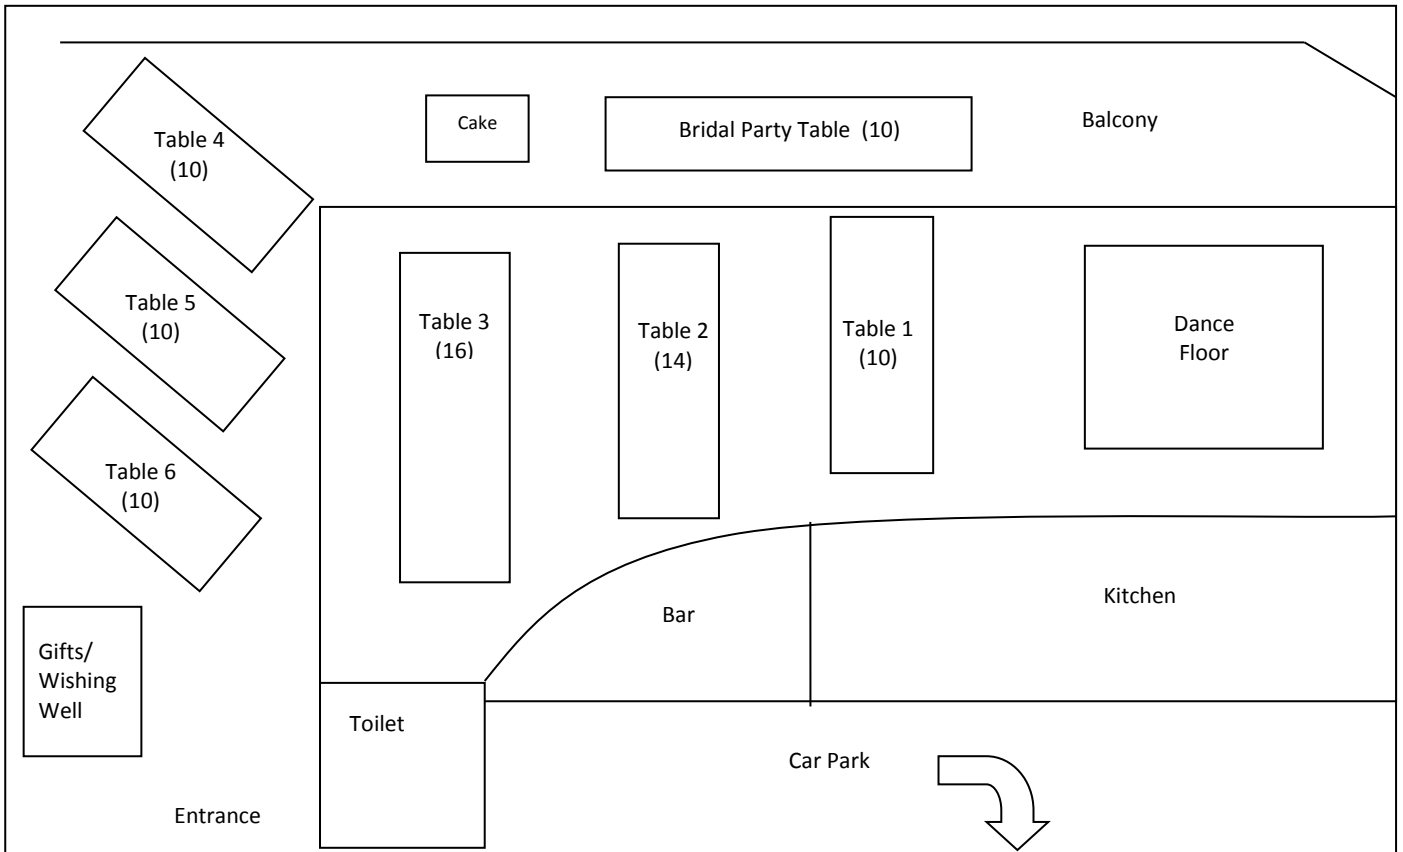 Table 4
(10)
Cake
Bridal Party Table (10)
Balcony
Table 5
(10)
Table 3
(16)
Table 2
(14)
Table 1
(10)
Dance
Floor
Table 6
(10)
Gifts/
Wishing
Well
Bar
Kitchen
Toilet
Car Park
Entrance